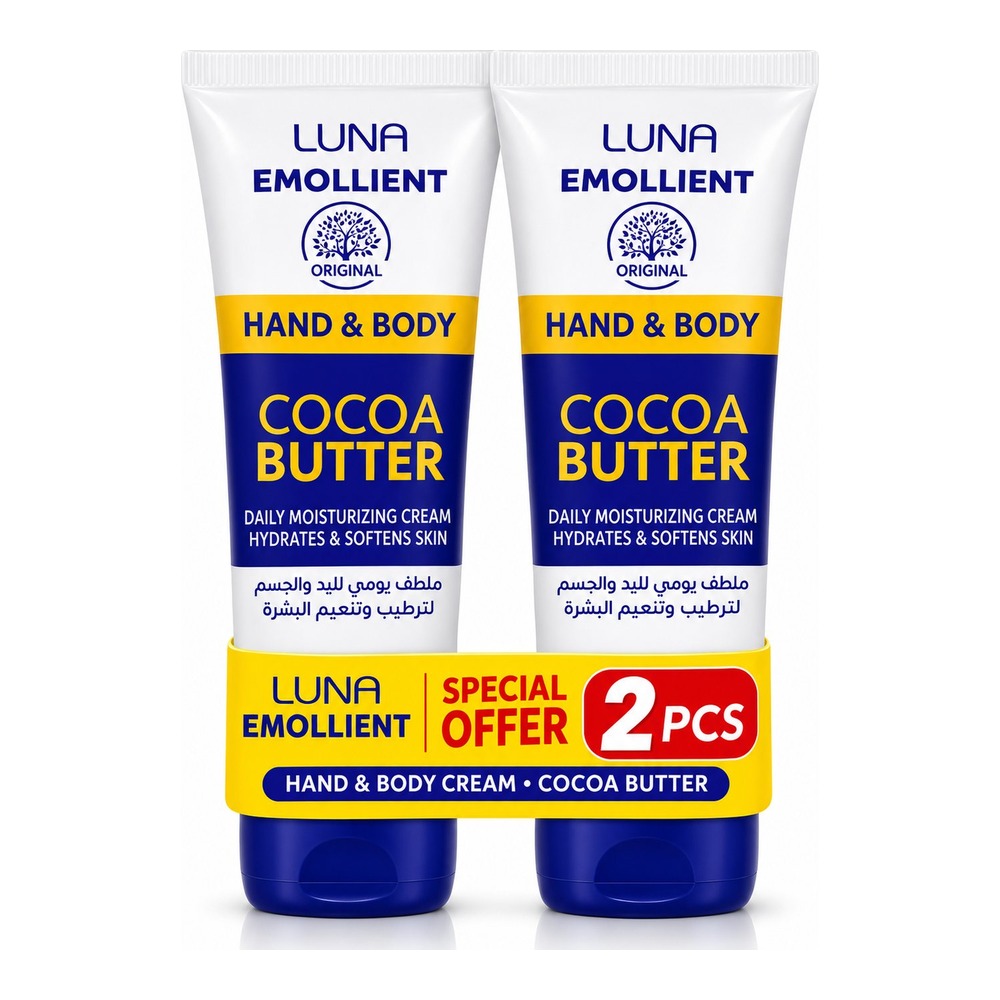 LUNA
EMOLLIENT
ORIGINAL
HAND & BODY
COCOA
BUTTER
DAILY MOISTURIZING CREAM
HYDRATES & SOFTENS SKIN
ملطف يومي لليد والجسم
لترطيب وتنعيم البشرة
LUNA
EMOLLIENT
ORIGINAL
HAND & BODY
COCOA
BUTTER
DAILY MOISTURIZING CREAM
HYDRATES & SOFTENS SKIN
ملطف يومي لليد والجسم
لترطيب وتنعيم البشرة
LUNA
EMOLLIENT
SPECIAL
OFFER
2 PCS
HAND & BODY CREAM • COCOA BUTTER